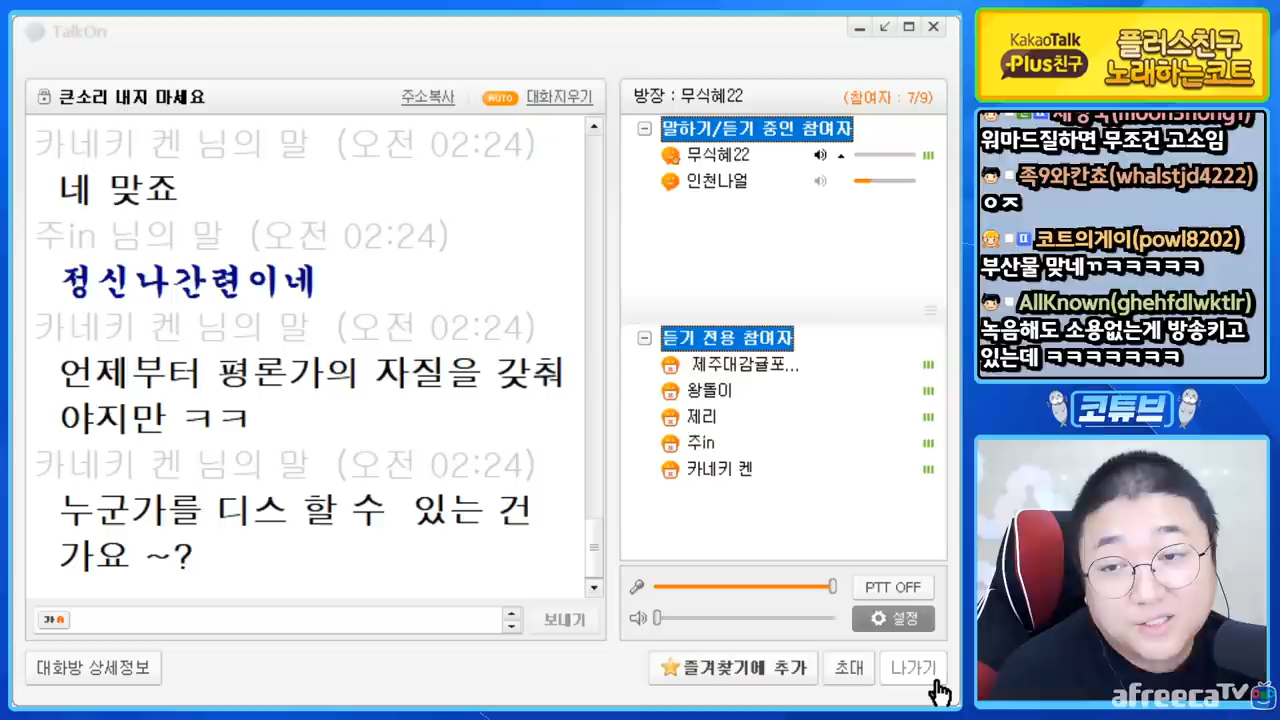 TalkOn
큰소리 내지 마세요
주소복사
AUTO
대화지우기
카네키 켄 님의 말 (오전 02:24)
네 맞죠
주in 님의 말 (오전 02:24)
정신나간련이네
카네키 켄 님의 말 (오전 02:24)
언제부터 평론가의 자질을 갖춰
야지만 ㅋㅋ
카네키 켄 님의 말 (오전 02:24)
누군가를 디스 할 수 있는 건
가요 ~?
보내기
대화방 상세정보
방장 : 무식혜22
(참여자 : 7/9)
말하기/듣기 중인 참여자
무식혜22
인천나얼
듣기 전용 참여자
제주대감귤포...
왕돌이
제리
주in
카네키 켄
PTT OFF
설정
즐겨찾기에 추가
초대
나가기
KakaoTalk
Plus친구
플러스친구
노래하는코트
워마드질하면 무조건 고소임
족9와칸쵸(whalstjd4222)
ㅇㅈ
코트의게이(powl8202)
부산물 맞네ㄲㅋㅋㅋㅋㅋ
AllKnown(ghehfdlwktlr)
녹음해도 소용없는게 방송키고
있는데 ㅋㅋㅋㅋㅋㅋㅋ
코튜브
afreecaTV